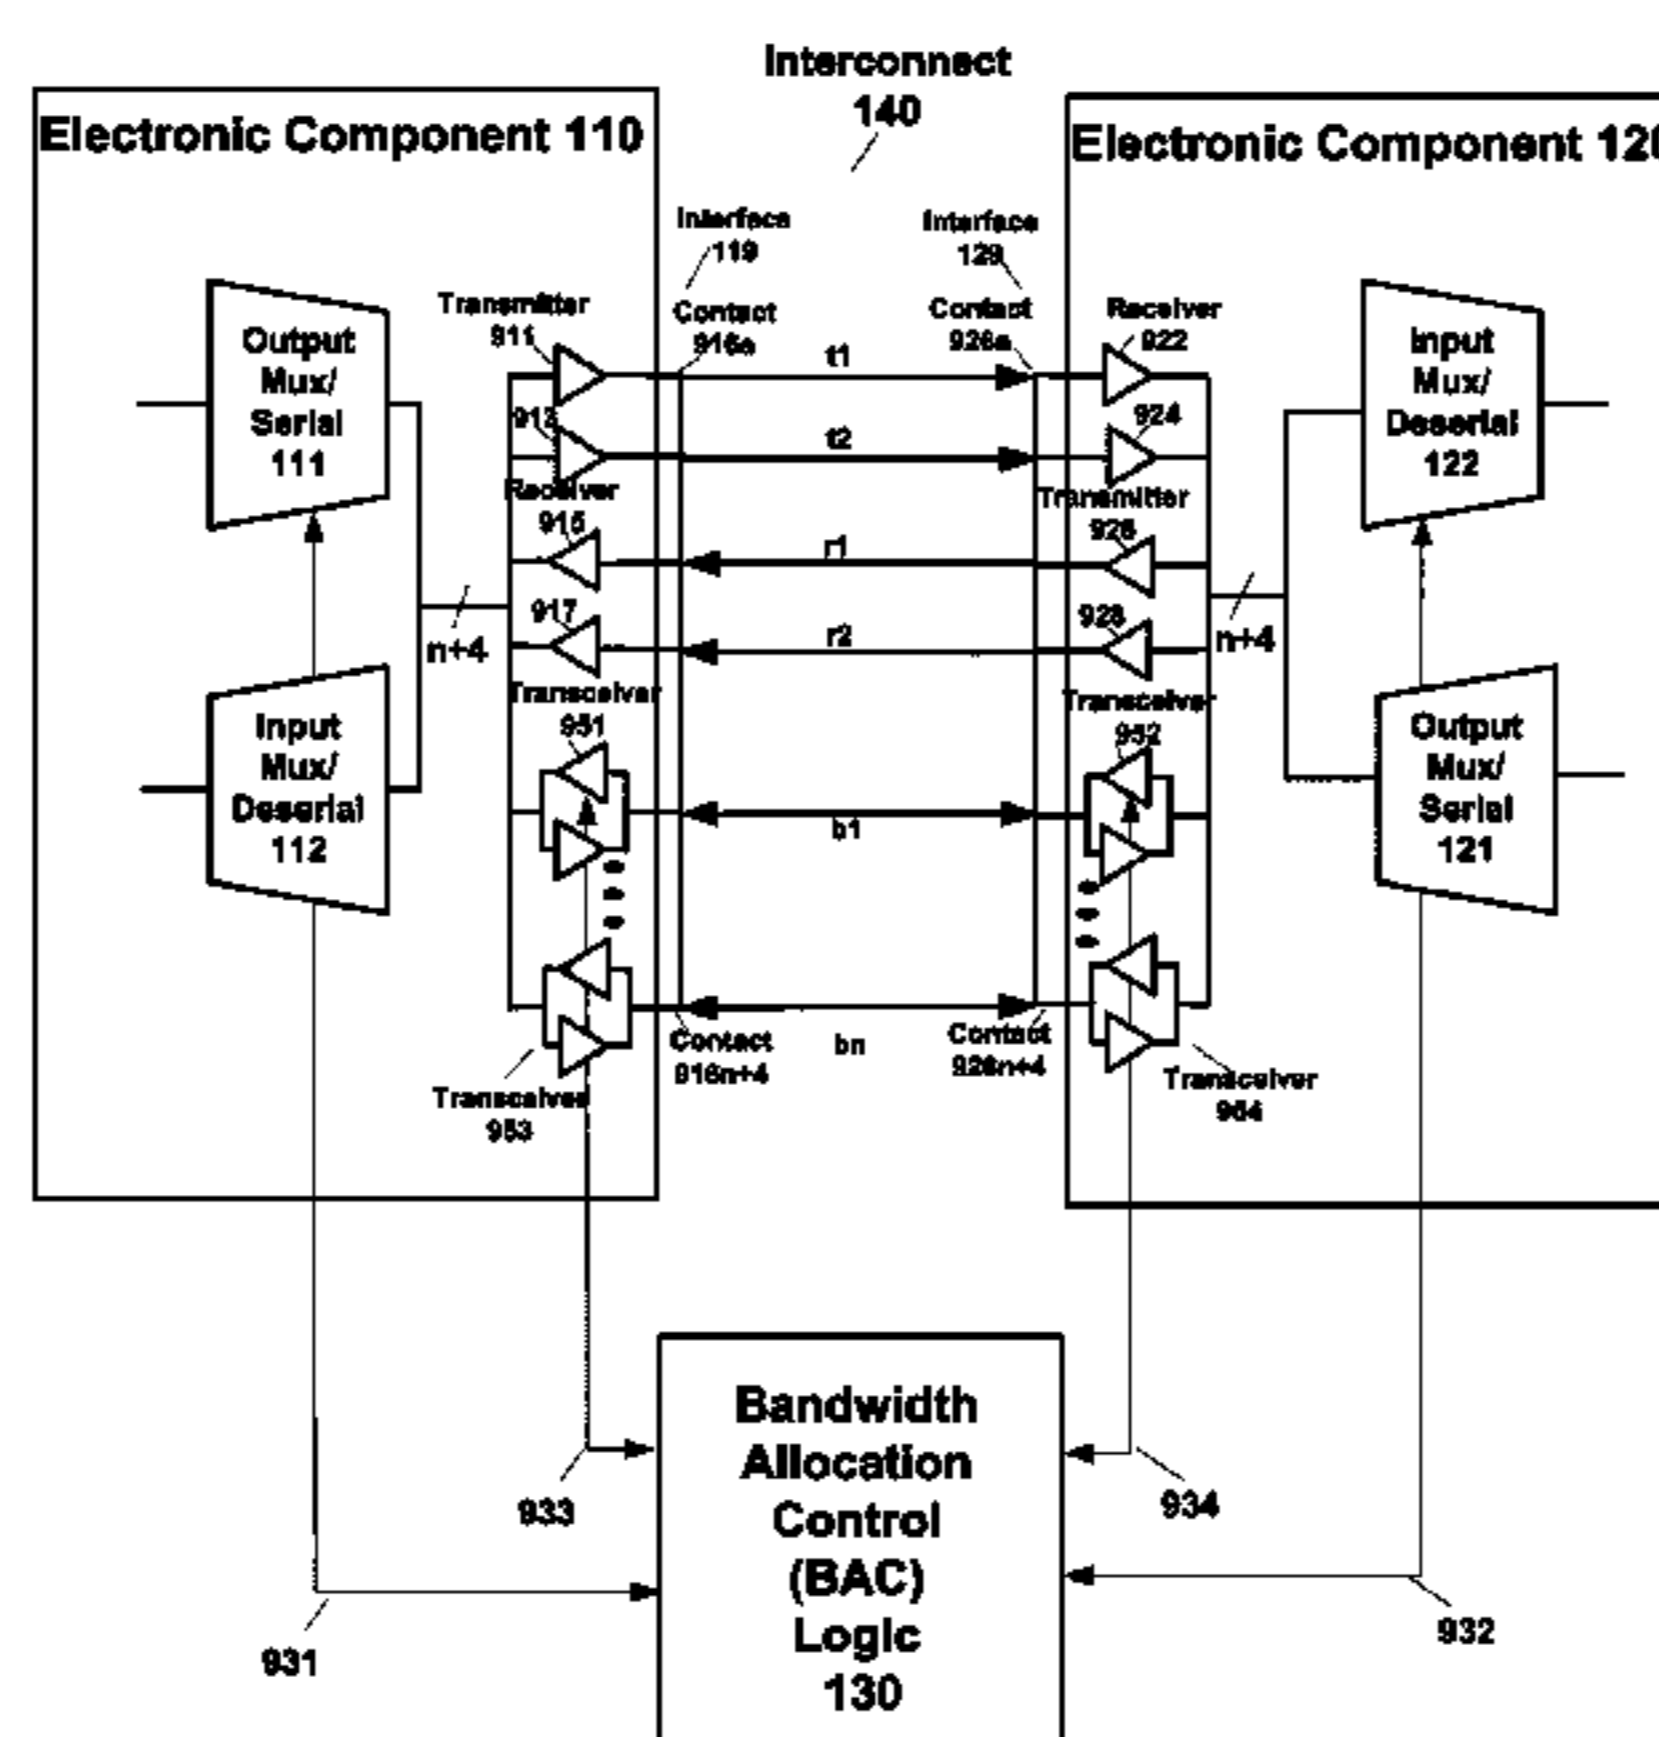 Interconnect
140
Electronic Component 110
Electronic Component 120
Interface
119
Interface
129
Transmitter
911
Contact
916a
Contact
926a
Receiver
922
Output
Mux/
Serial
111
Input
Mux/
Deserial
122
t1
913
924
t2
Receiver
915
Transmitter
926
r1
917
928
r2
n+4
n+4
Transceiver
951
Transceiver
952
Input
Mux/
Deserial
112
Output
Mux/
Serial
121
b1
bn
Contact
916n+4
Contact
926n+4
Transceiver
953
Transceiver
954
Bandwidth
Allocation
Control
(BAC)
Logic
130
933
934
931
932